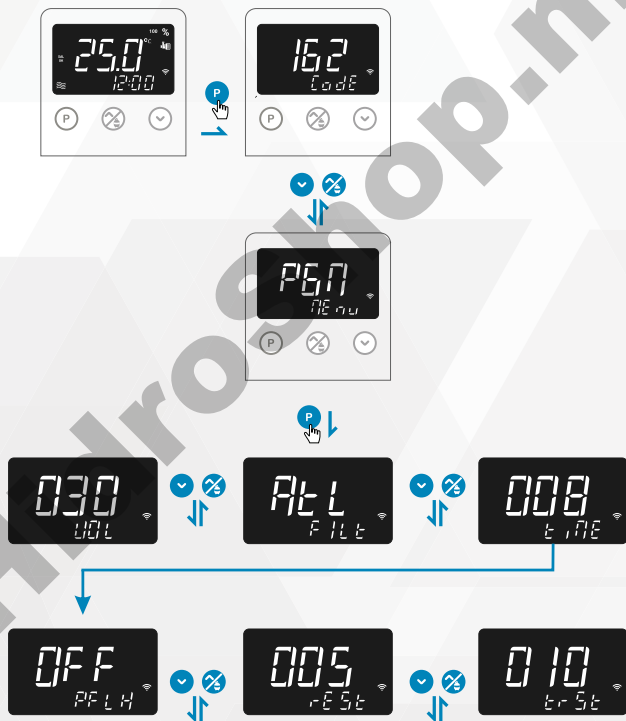 100 %
25.0°C
12:00
P
P
162
CodE
P
PGM
MEnu
P
P
030
VOL
AtL
FILt
008
tiME
OFF
PFLH
005
rESt
010
trSt
HidroShop.n